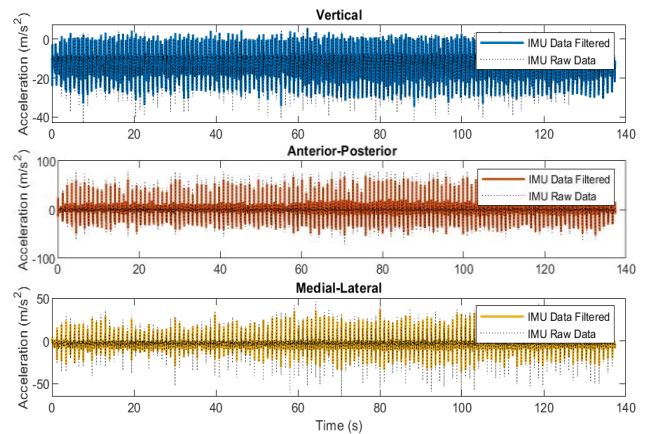 Vertical
Acceleration (m/s²)
0
-20
-40
IMU Data Filtered
IMU Raw Data
0 20 40 60 80 100 120 140
Anterior-Posterior
Acceleration (m/s²)
100
0
-100
IMU Data Filtered
IMU Raw Data
0 20 40 60 80 100 120 140
Medial-Lateral
Acceleration (m/s²)
50
0
-50
IMU Data Filtered
IMU Raw Data
0 20 40 60 80 100 120 140
Time (s)